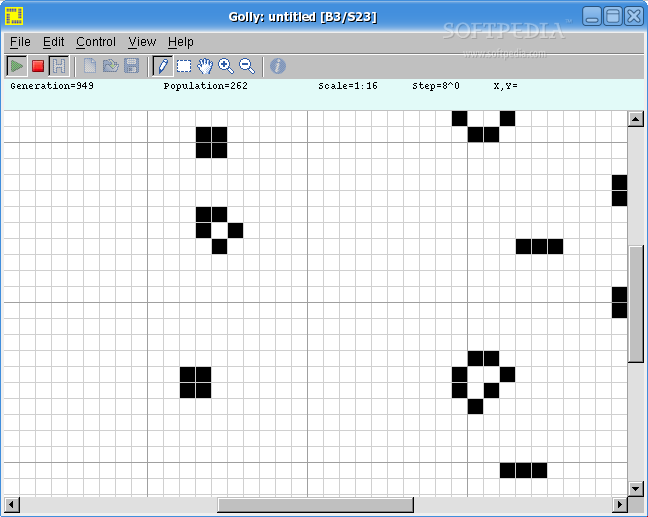 Golly: untitled [B3/S23]
SOFTPEDIA
www.softpedia.com
File Edit Control View Help
Generation=949 Population=262 Scale=1:16 Step=8^0 X,Y=